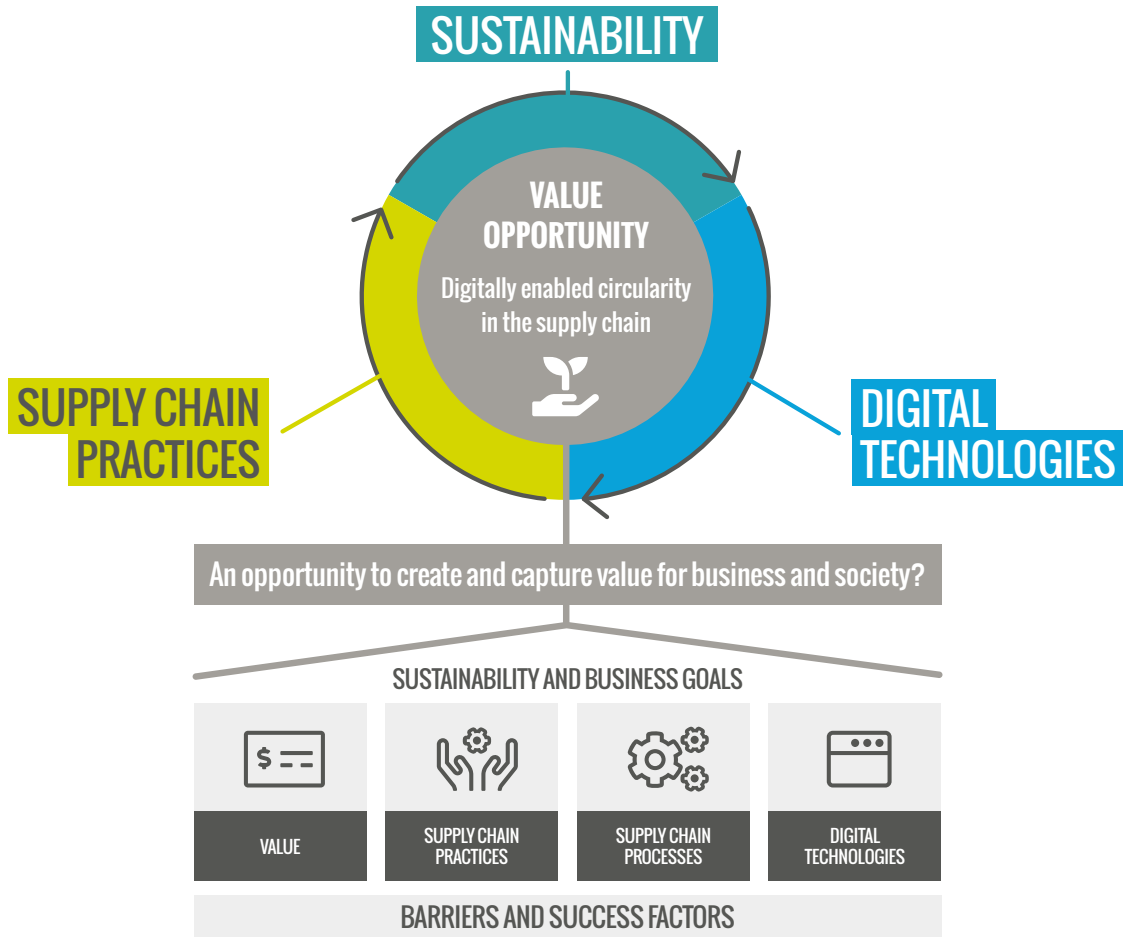 SUSTAINABILITY
VALUE
OPPORTUNITY
Digitally enabled circularity
in the supply chain
SUPPLY CHAIN
PRACTICES
DIGITAL
TECHNOLOGIES
An opportunity to create and capture value for business and society?
SUSTAINABILITY AND BUSINESS GOALS
$
VALUE
SUPPLY CHAIN
PRACTICES
SUPPLY CHAIN
PROCESSES
DIGITAL
TECHNOLOGIES
BARRIERS AND SUCCESS FACTORS